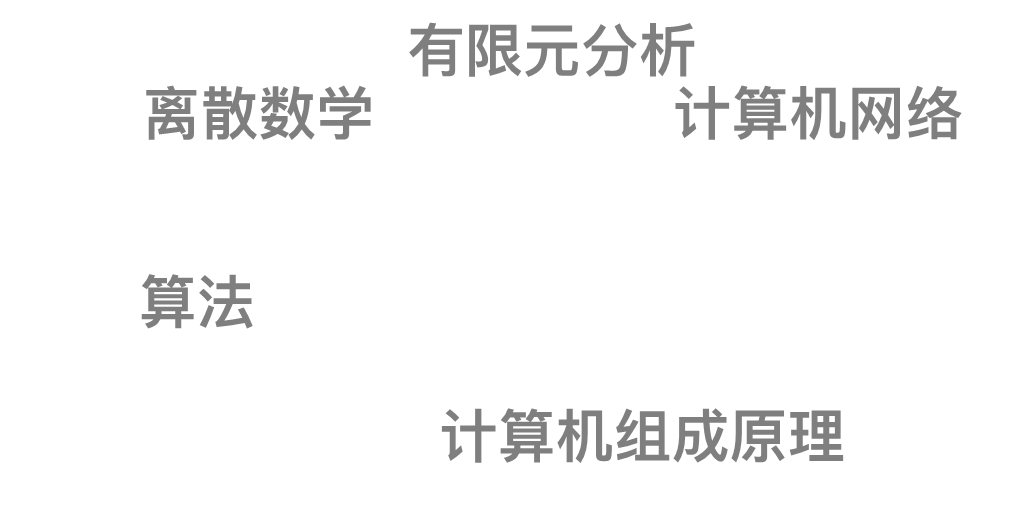 有限元分析
离散数学
计算机网络
算法
计算机组成原理